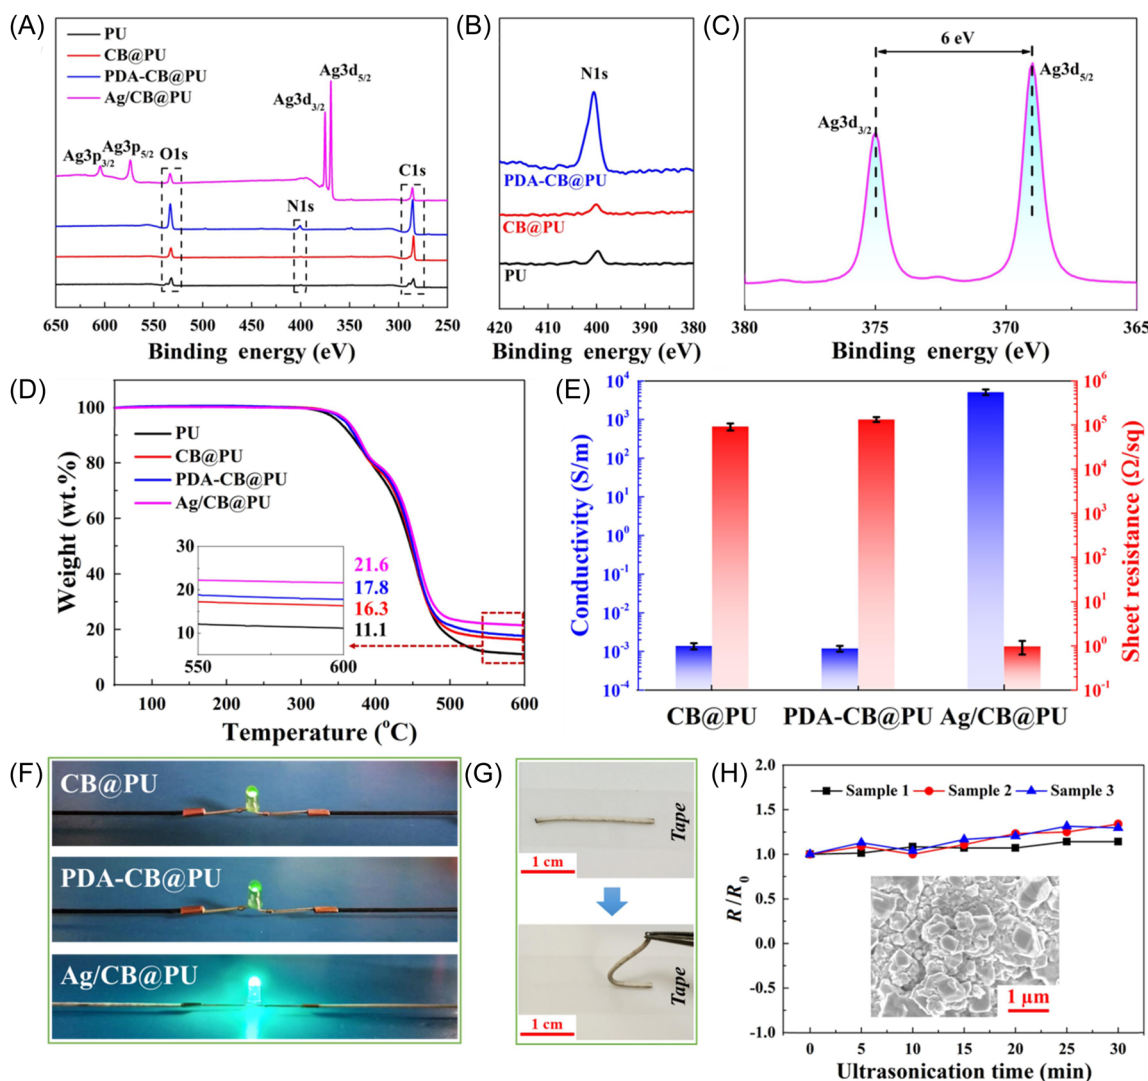 (A)
PU
CB@PU
PDA-CB@PU
Ag/CB@PU
Ag3p3/2
Ag3p5/2
O1s
Ag3d3/2
Ag3d5/2
N1s
C1s
650 600 550 500 450 400 350 300 250
Binding energy (eV)
(B)
N1s
PDA-CB@PU
CB@PU
PU
420 410 400 390 380
Binding energy (eV)
(C)
6 eV
Ag3d3/2
Ag3d5/2
380 375 370 365
Binding energy (eV)
(D)
Weight (wt.%)
100
80
60
40
20
0
PU
CB@PU
PDA-CB@PU
Ag/CB@PU
30
20
10
550 600
21.6
17.8
16.3
11.1
100 200 300 400 500 600
Temperature (oC)
(E)
Conductivity (S/m)
10^4
10^3
10^2
10^1
10^0
10^-1
10^-2
10^-3
10^-4
Sheet resistance (Ω/sq)
10^6
10^5
10^4
10^3
10^2
10^1
10^0
10^-1
CB@PU PDA-CB@PU Ag/CB@PU
(F)
CB@PU
PDA-CB@PU
Ag/CB@PU
(G)
Tape
1 cm
Tape
1 cm
(H)
R/R0
2.0
1.5
1.0
0.5
0.0
-0.5
-1.0
Sample 1 Sample 2 Sample 3
1 µm
0 5 10 15 20 25 30
Ultrasonication time (min)